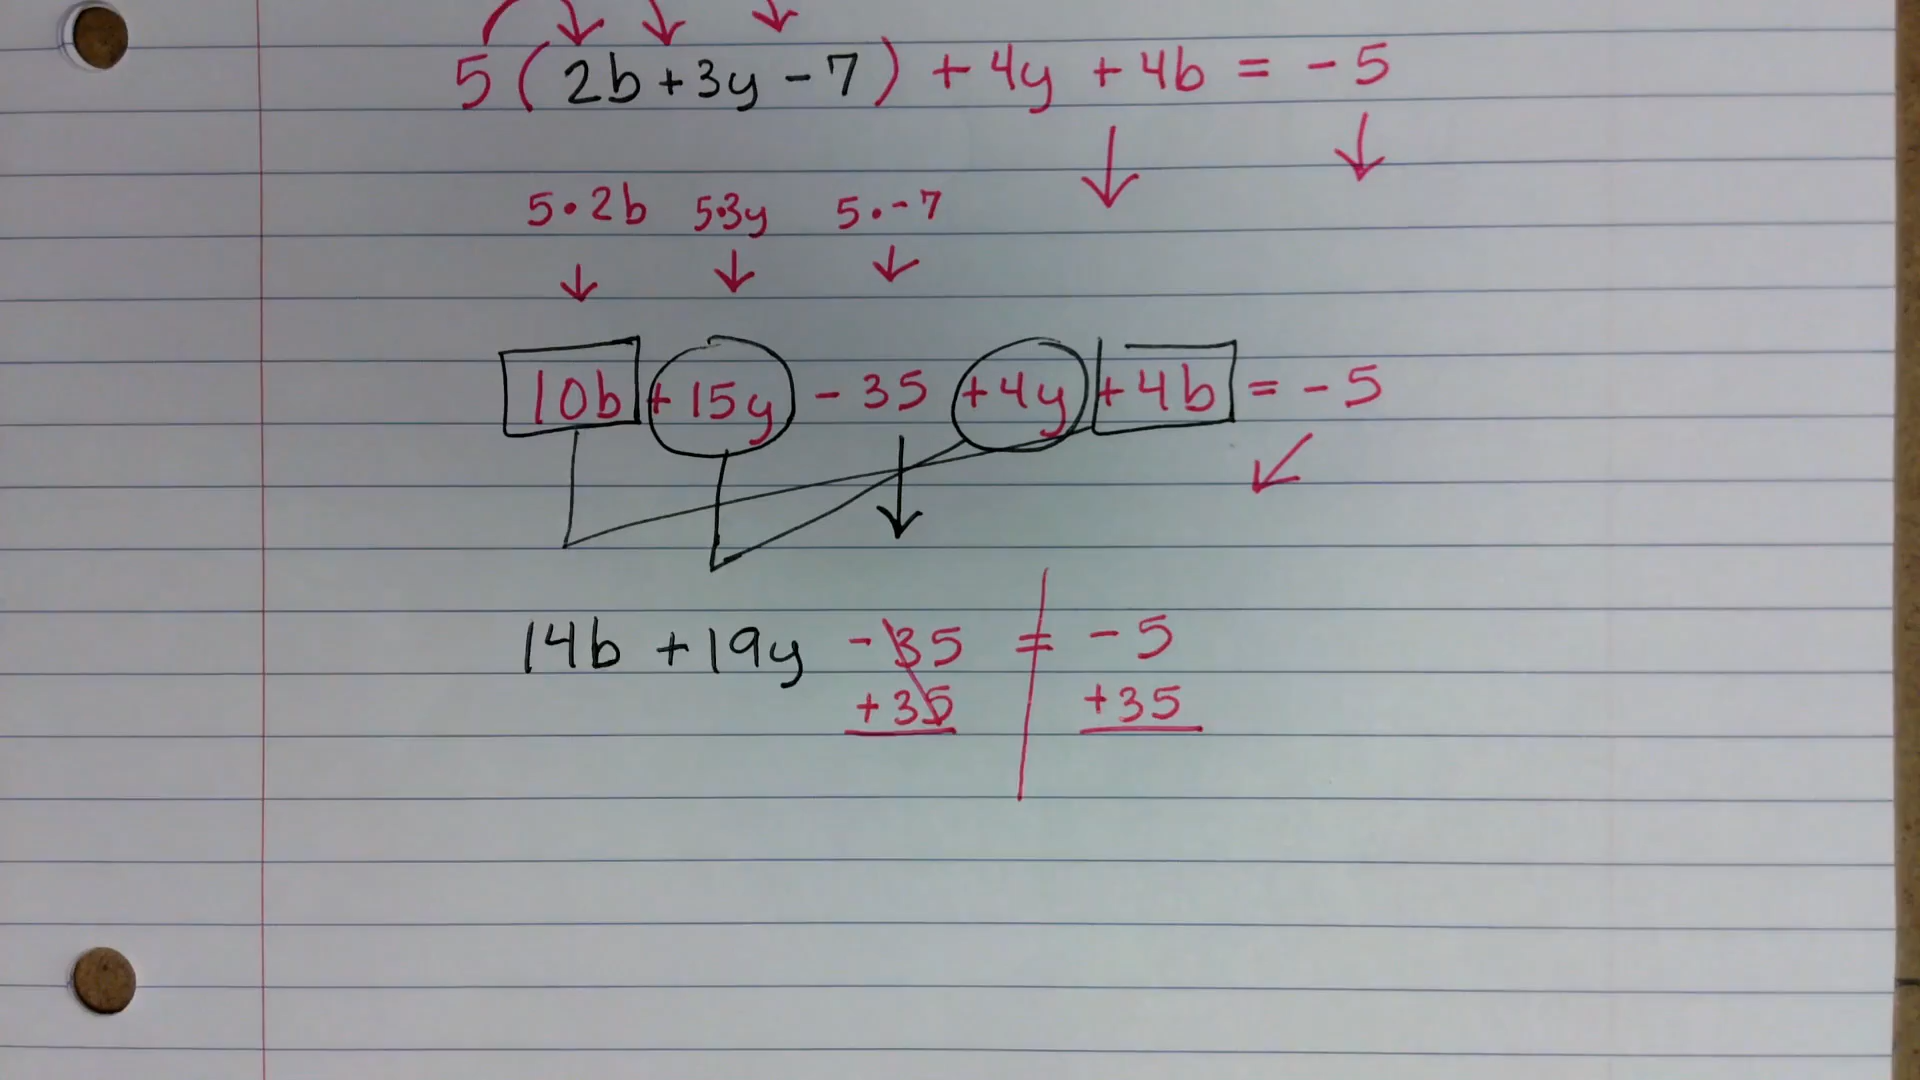 5(2b+3y-7)+4y+4b=-5
5•2b 5•3y 5•-7
10b+15y-35+4y+4b=-5
14b+19y-35=-5
+35 +35